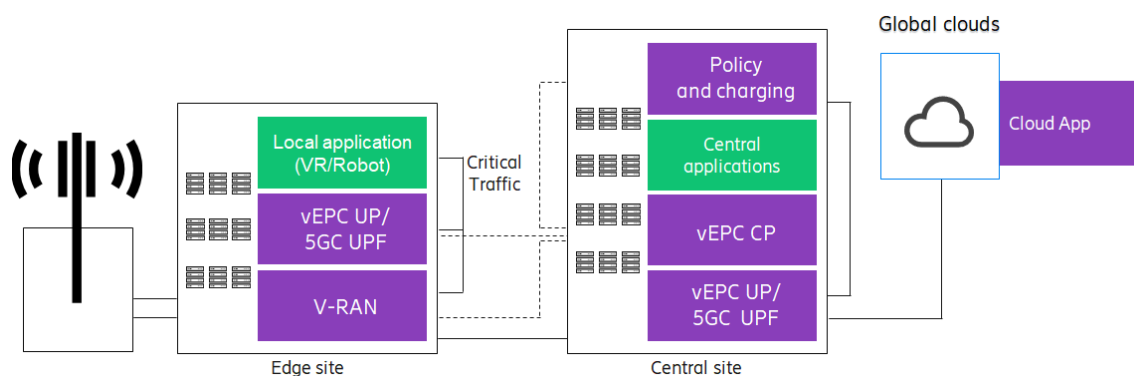 Global clouds
Policy
and charging
Cloud App
Local application
(VR/Robot)
Critical
Traffic
Central
applications
vEPC UP/
5GC UPF
vEPC CP
V-RAN
vEPC UP/
5GC UPF
Edge site
Central site